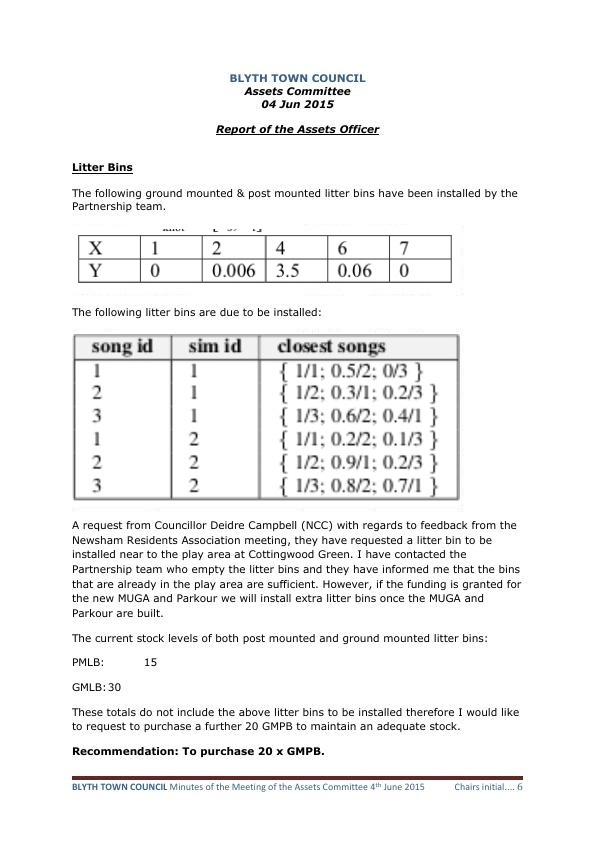 BLYTH TOWN COUNCIL
Assets Committee
04 Jun 2015
Report of the Assets Officer
Litter Bins
The following ground mounted & post mounted litter bins have been installed by the
Partnership team.
X 1 2 4 6 7
Y 0 0.006 3.5 0.06 0
The following litter bins are due to be installed:
song id sim id closest songs
1 1 { 1/1; 0.5/2; 0/3 }
2 1 { 1/2; 0.3/1; 0.2/3 }
3 1 { 1/3; 0.6/2; 0.4/1 }
1 2 { 1/1; 0.2/2; 0.1/3 }
2 2 { 1/2; 0.9/1; 0.2/3 }
3 2 { 1/3; 0.8/2; 0.7/1 }
A request from Councillor Deidre Campbell (NCC) with regards to feedback from the
Newsham Residents Association meeting, they have requested a litter bin to be
installed near to the play area at Cottingwood Green. I have contacted the
Partnership team who empty the litter bins and they have informed me that the bins
that are already in the play area are sufficient. However, if the funding is granted for
the new MUGA and Parkour we will install extra litter bins once the MUGA and
Parkour are built.
The current stock levels of both post mounted and ground mounted litter bins:
PMLB: 15
GMLB: 30
These totals do not include the above litter bins to be installed therefore I would like
to request to purchase a further 20 GMPB to maintain an adequate stock.
Recommendation: To purchase 20 x GMPB.
BLYTH TOWN COUNCIL Minutes of the Meeting of the Assets Committee 4th June 2015 Chairs initial.... 6